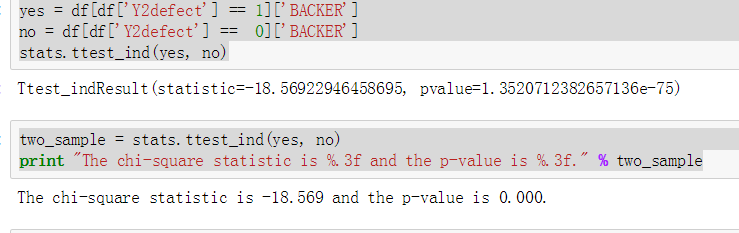 yes = df[df['Y2defect'] == 1]['BACKER']
no = df[df['Y2defect'] ==  0]['BACKER']
stats.ttest_ind(yes, no)
Ttest_indResult(statistic=-18.56922946458695, pvalue=1.3520712382657136e-75)
two_sample = stats.ttest_ind(yes, no)
print "The chi-square statistic is %.3f and the p-value is %.3f." % two_sample
The chi-square statistic is -18.569 and the p-value is 0.000.